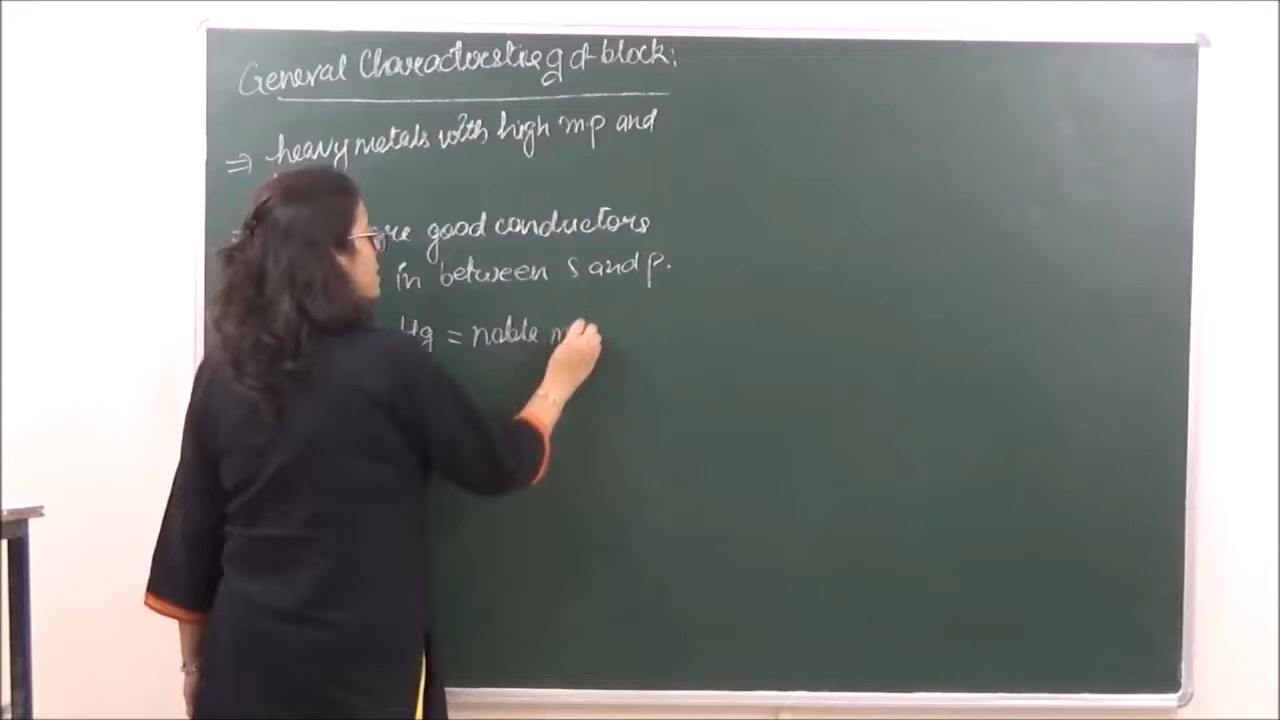 General Characteristic of d-block:
⇒ heavy metals with high m.p and
are good conductors
in between s and p.
Hg = noble m